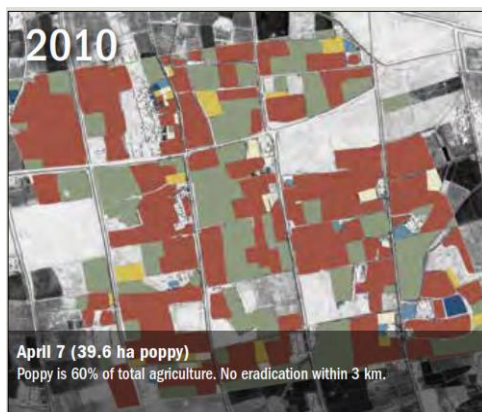 2010
April 7 (39.6 ha poppy)
Poppy is 60% of total agriculture. No eradication within 3 km.